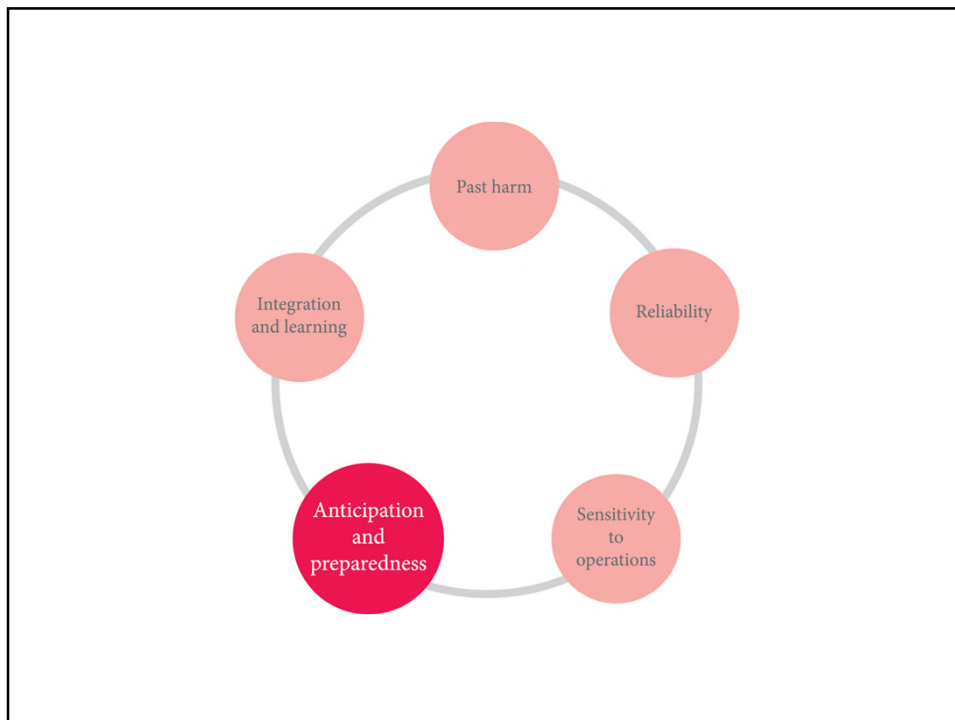 Past harm
Reliability
Sensitivity
to
operations
Anticipation
and
preparedness
Integration
and learning